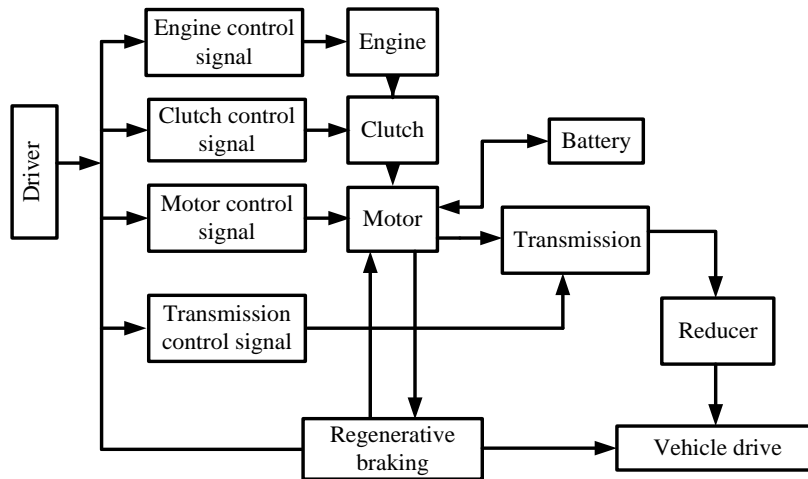 Engine control
signal
Engine
Clutch control
signal
Clutch
Battery
Driver
Motor control
signal
Motor
Transmission
Transmission
control signal
Reducer
Regenerative
braking
Vehicle drive